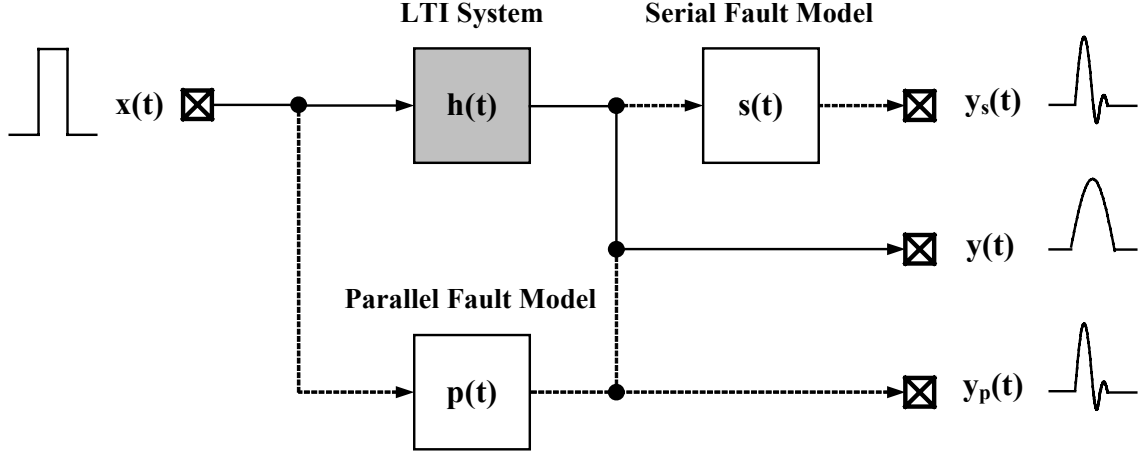 LTI System
Serial Fault Model
x(t)
h(t)
s(t)
yₛ(t)
y(t)
Parallel Fault Model
p(t)
yₚ(t)